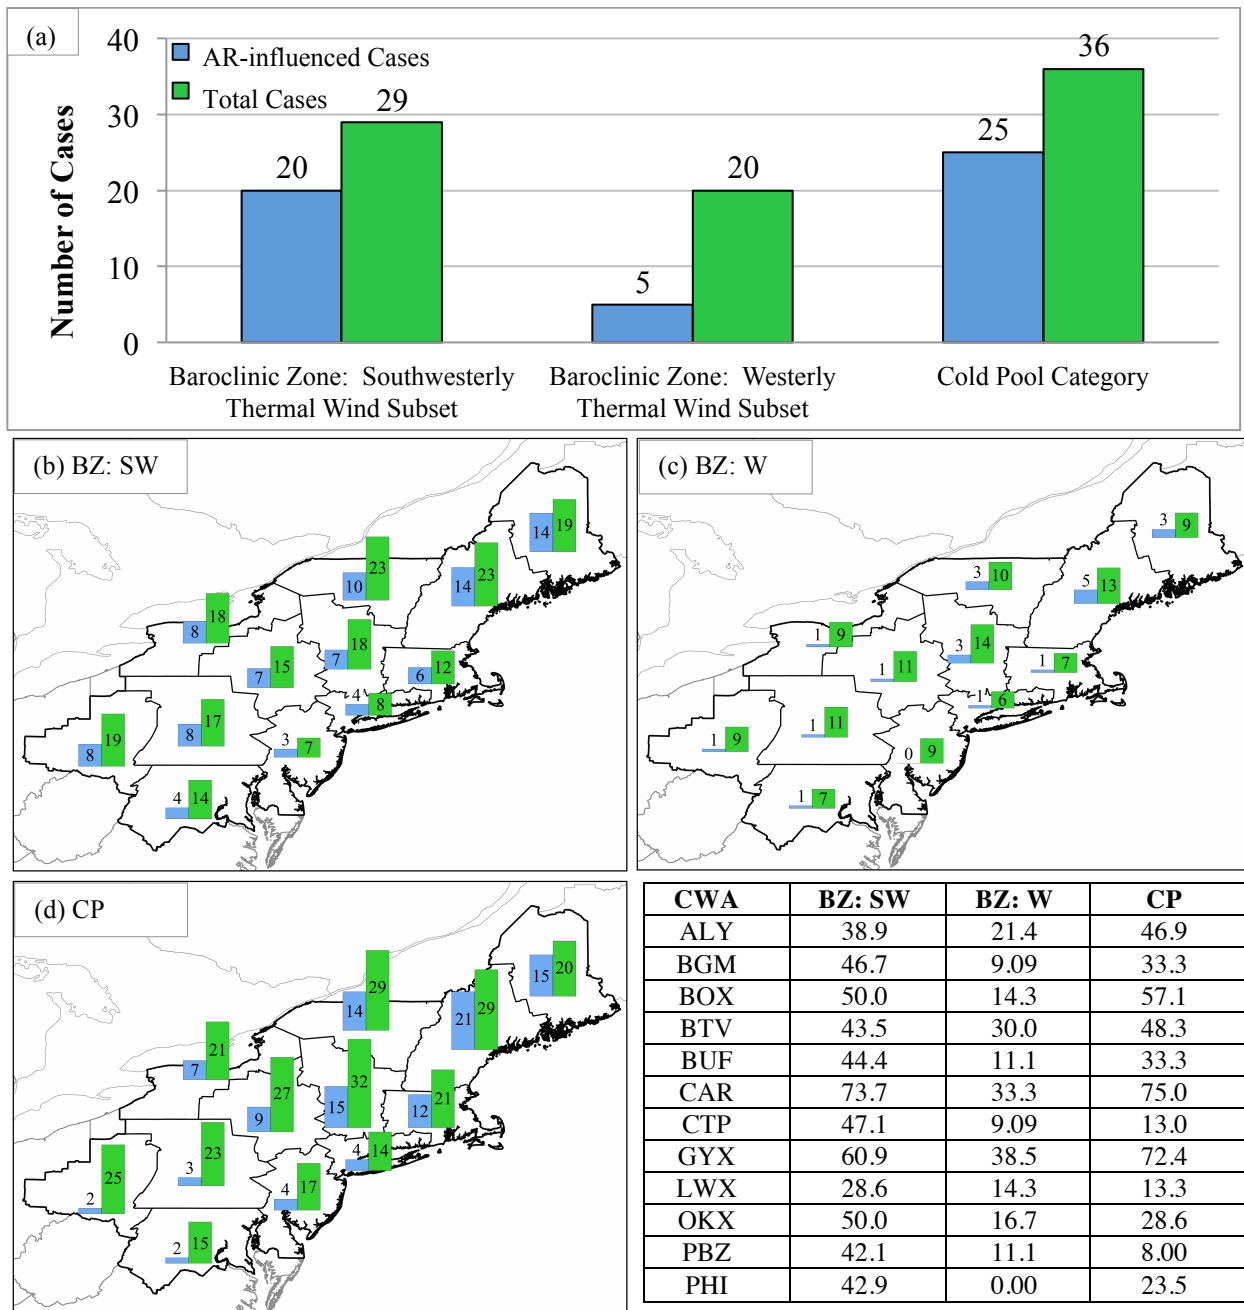 (a)
40
30
20
10
0
Number of Cases
AR-influenced Cases
Total Cases
20
29
5
20
25
36
Baroclinic Zone: Southwesterly
Thermal Wind Subset
Baroclinic Zone: Westerly
Thermal Wind Subset
Cold Pool Category
(b) BZ: SW
14 19
10 23
14 23
8 18
7 18
7 15
6 12
4 8
8 17
8 19
3 7
4 14
(c) BZ: W
3 9
3 10
5 13
1 9
3 14
1 11
1 7
1 6
1 11
1 9
0 9
1 7
(d) CP
15 20
14 29
21 29
7 21
15 32
9 27
12 21
4 14
3 23
2 25
4 17
2 15
CWA BZ: SW BZ: W CP
ALY 38.9 21.4 46.9
BGM 46.7 9.09 33.3
BOX 50.0 14.3 57.1
BTV 43.5 30.0 48.3
BUF 44.4 11.1 33.3
CAR 73.7 33.3 75.0
CTP 47.1 9.09 13.0
GYX 60.9 38.5 72.4
LWX 28.6 14.3 13.3
OKX 50.0 16.7 28.6
PBZ 42.1 11.1 8.00
PHI 42.9 0.00 23.5